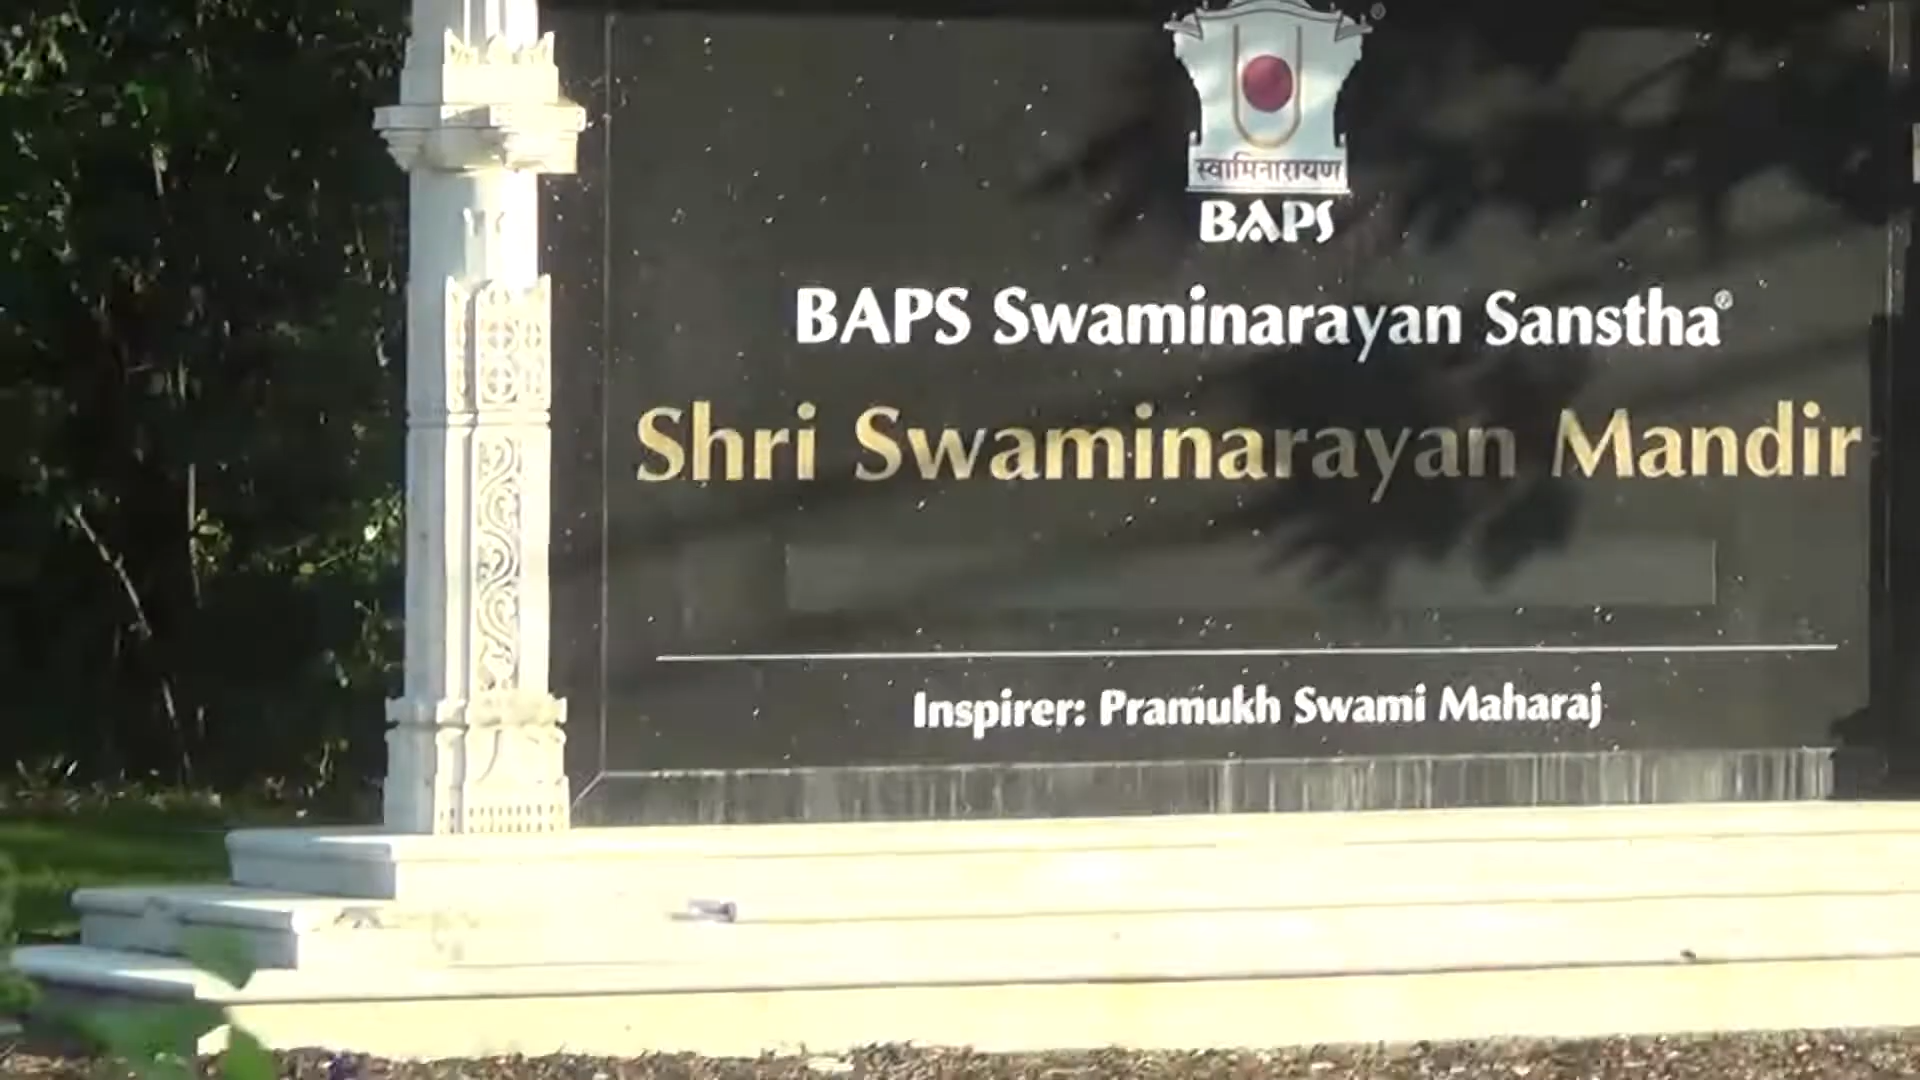 स्वामिनारायण
BAPS
BAPS Swaminarayan Sanstha®
Shri Swaminarayan Mandir
Inspirer: Pramukh Swami Maharaj